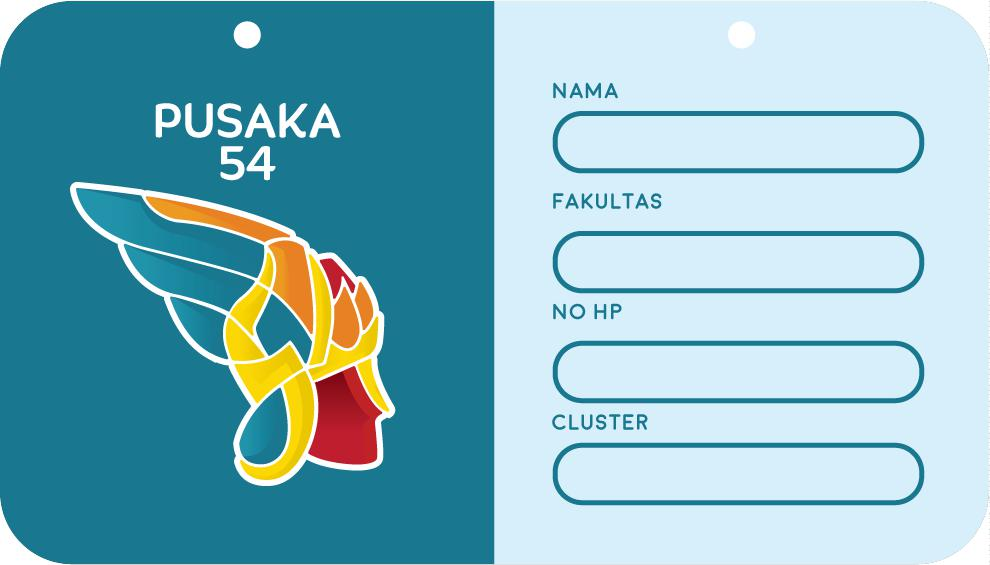 PUSAKA
54
NAMA
FAKULTAS
NO HP
CLUSTER